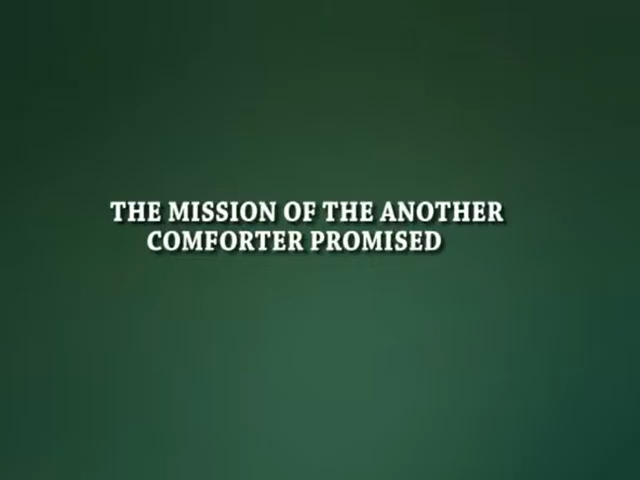 THE MISSION OF THE ANOTHER
COMFORTER PROMISED